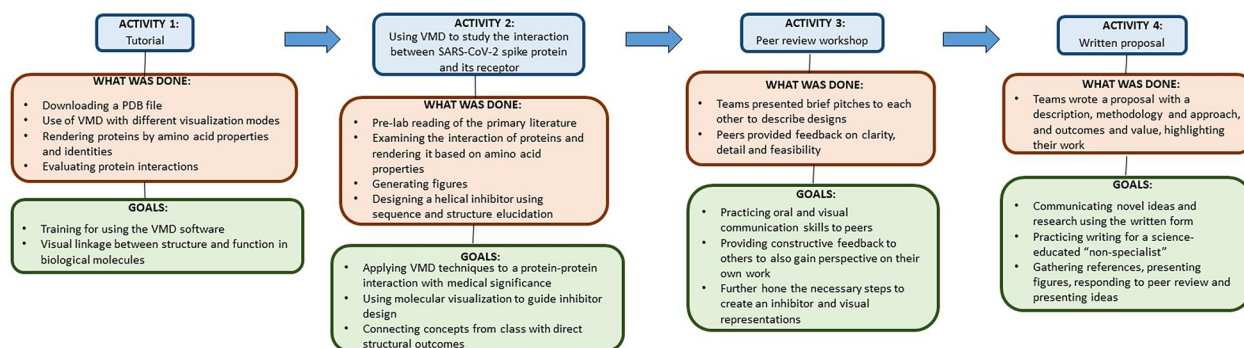 ACTIVITY 1:
Tutorial
WHAT WAS DONE:
• Downloading a PDB file
• Use of VMD with different visualization modes
• Rendering proteins by amino acid properties
and identities
• Evaluating protein interactions
GOALS:
• Training for using the VMD software
• Visual linkage between structure and function in
biological molecules
ACTIVITY 2:
Using VMD to study the interaction
between SARS-CoV-2 spike protein
and its receptor
WHAT WAS DONE:
• Pre-lab reading of the primary literature
• Examining the interaction of proteins and
rendering it based on amino acid
properties
• Generating figures
• Designing a helical inhibitor using
sequence and structure elucidation
GOALS:
• Applying VMD techniques to a protein-protein
interaction with medical significance
• Using molecular visualization to guide inhibitor
design
• Connecting concepts from class with direct
structural outcomes
ACTIVITY 3:
Peer review workshop
WHAT WAS DONE:
• Teams presented brief pitches to each
other to describe designs
• Peers provided feedback on clarity,
detail and feasibility
GOALS:
• Practicing oral and visual
communication skills to peers
• Providing constructive feedback to
others to also gain perspective on their
own work
• Further hone the necessary steps to
create an inhibitor and visual
representations
ACTIVITY 4:
Written proposal
WHAT WAS DONE:
• Teams wrote a proposal with a
description, methodology and approach,
and outcomes and value, highlighting
their work
GOALS:
• Communicating novel ideas and
research using the written form
• Practicing writing for a science-
educated “non-specialist”
• Gathering references, presenting
figures, responding to peer review and
presenting ideas